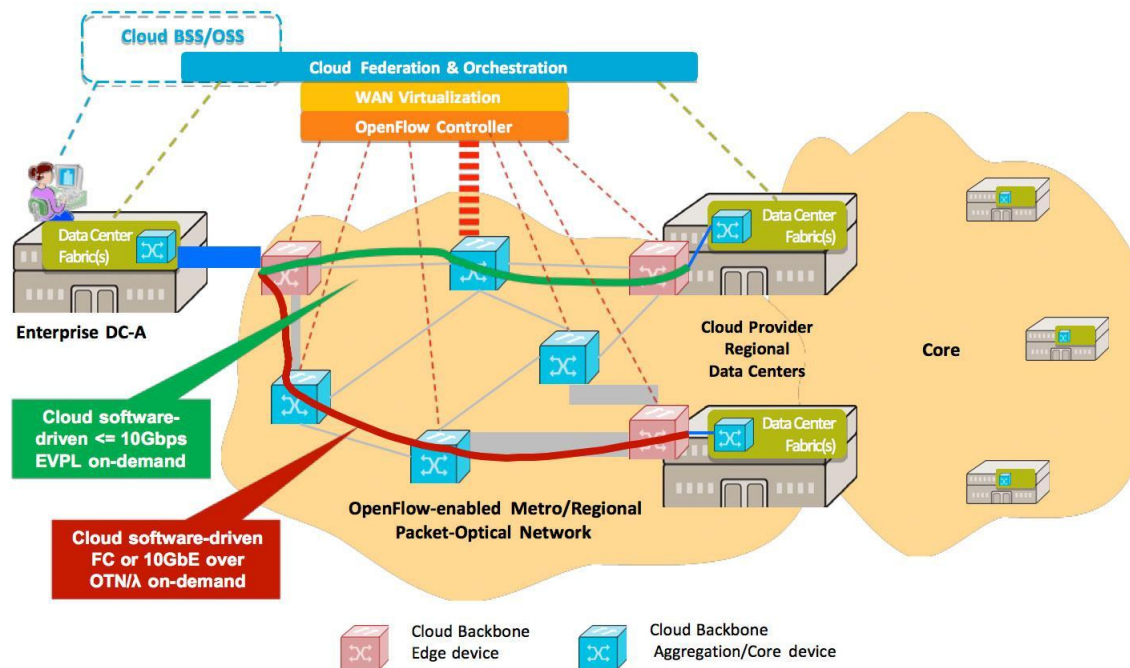 Cloud BSS/OSS
Cloud Federation & Orchestration
WAN Virtualization
OpenFlow Controller
Data Center
Fabric(s)
Data Center
Fabric(s)
Enterprise DC-A
Cloud Provider
Regional
Data Centers
Core
Cloud software-
driven <= 10Gbps
EVPL on-demand
Data Center
Fabric(s)
OpenFlow-enabled Metro/Regional
Packet-Optical Network
Cloud software-driven
FC or 10GbE over
OTN/λ on-demand
Cloud Backbone
Edge device
Cloud Backbone
Aggregation/Core device